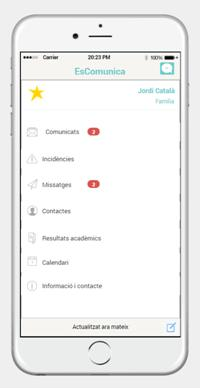 Carrier
20:23 PM
100%
EsComunica
Jordi Català
Família
Comunicats 2
Incidències
Missatges 2
Contactes
Resultats acadèmics
Calendari
Informació i contacte
Actualitzat ara mateix